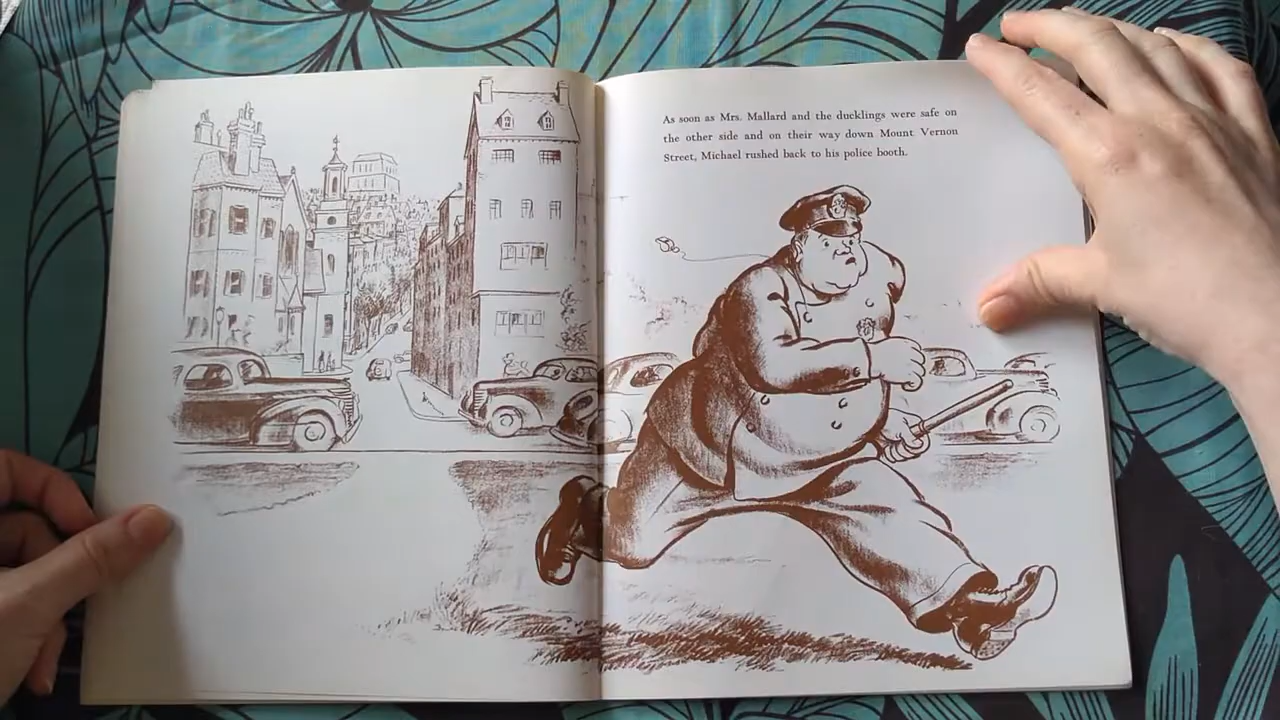 As soon as Mrs. Mallard and the ducklings were safe on
the other side and on their way down Mount Vernon
Street, Michael rushed back to his police booth.